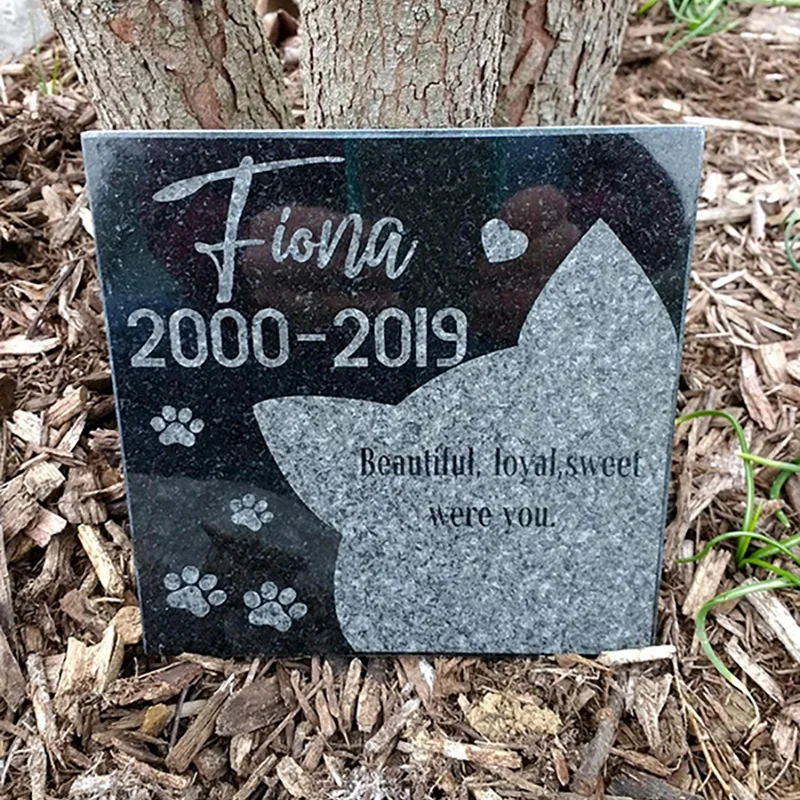 Fiona
2000-2019
Beautiful, loyal,sweet
were you.